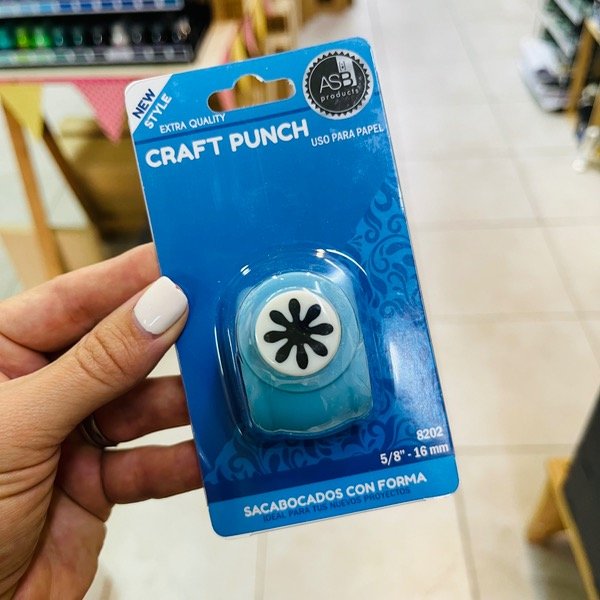 NEW
STYLE
EXTRA QUALITY
CRAFT PUNCH
ASB
products
USO PARA PAPEL
8202
5/8" - 16 mm
SACABOCADOS CON FORMA
IDEAL PARA TUS NUEVOS PROYECTOS